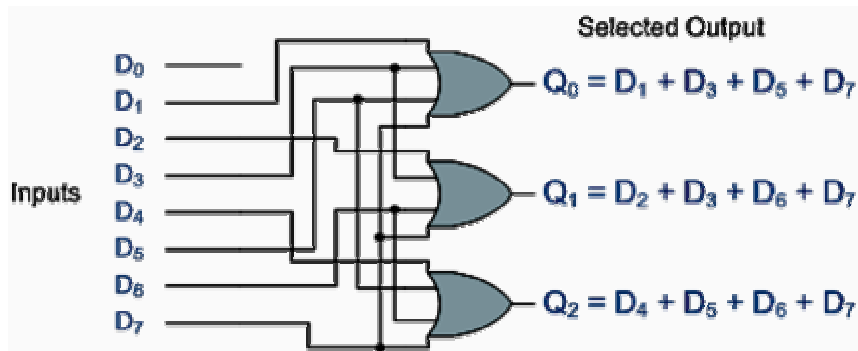 Selected Output
D₀
D₁
D₂
D₃
D₄
D₅
D₆
D₇
Inputs
Q₀ = D₁ + D₃ + D₅ + D₇
Q₁ = D₂ + D₃ + D₆ + D₇
Q₂ = D₄ + D₅ + D₆ + D₇